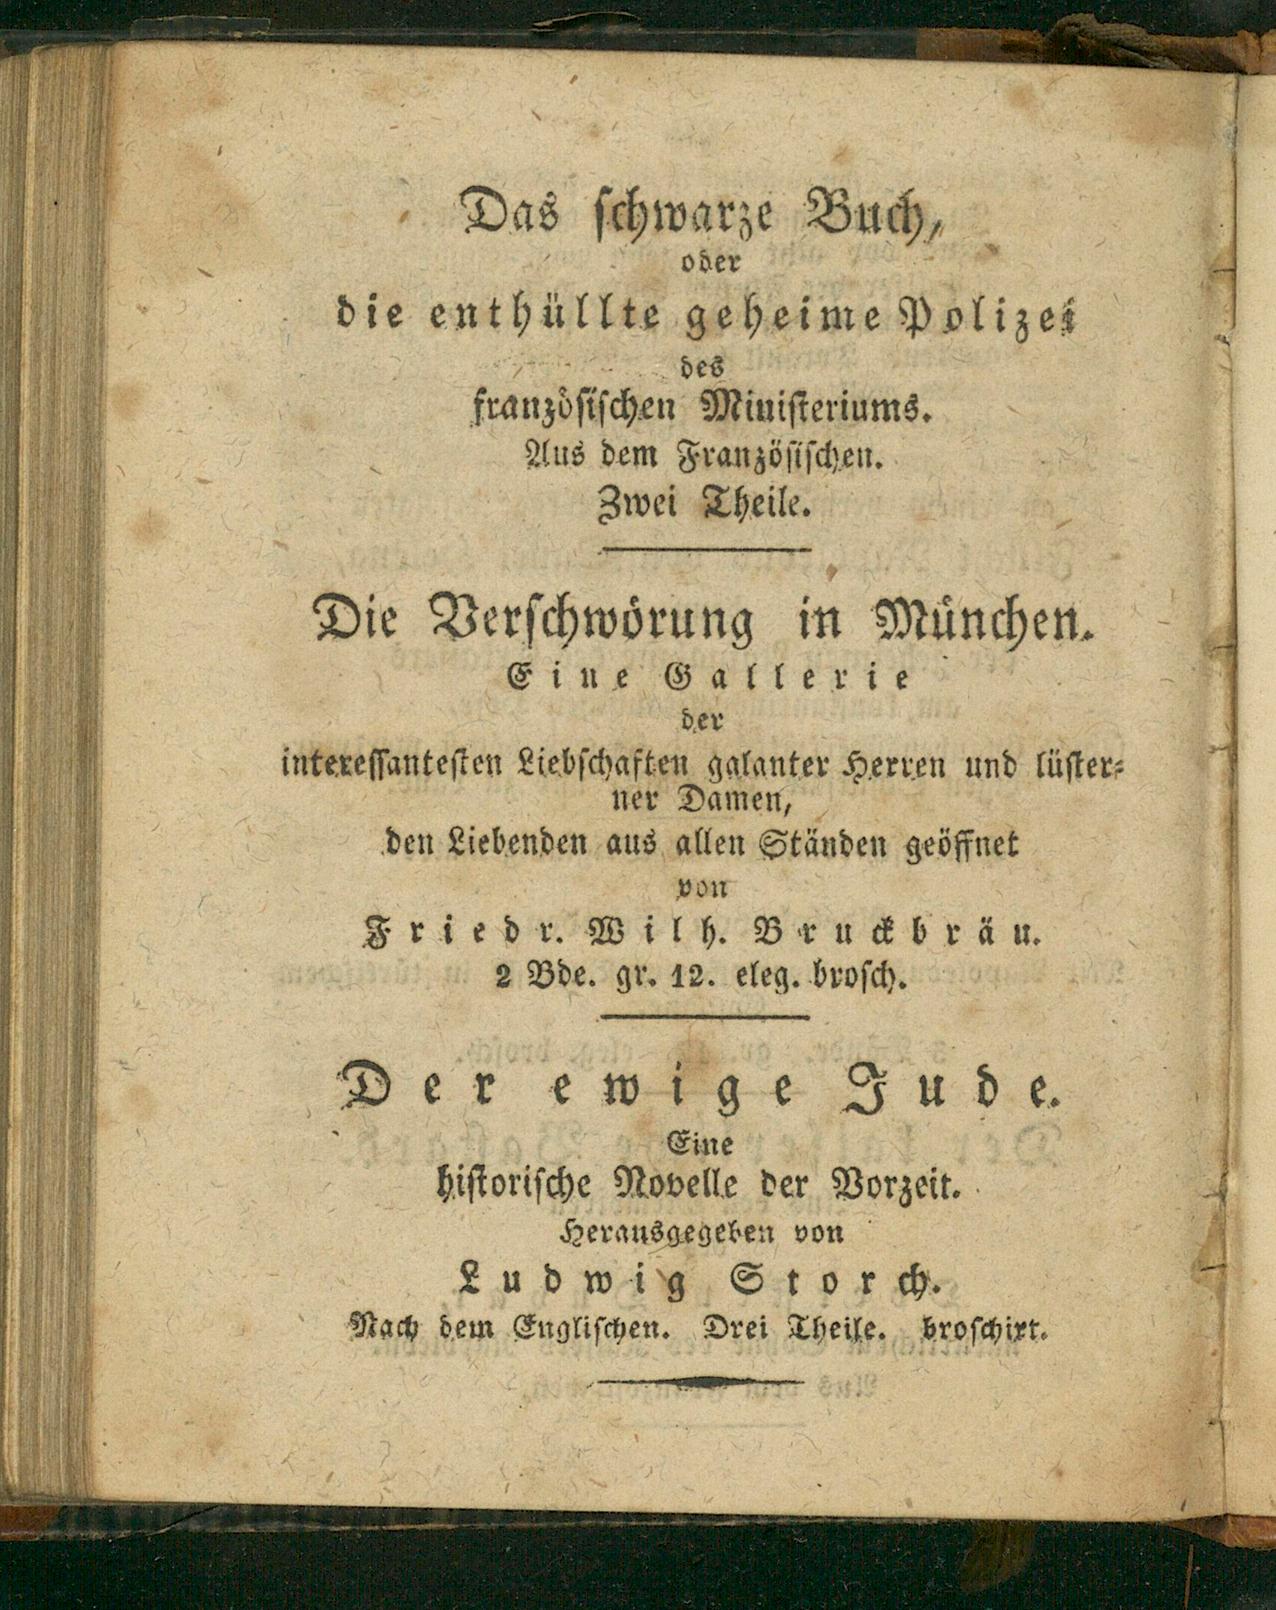 Das ſchwarze Buch,
oder
die enthüllte geheime Polizei
des
franzöſiſchen Miniſteriums.
Aus dem Franzöſiſchen.
Zwei Theile.
Die Verſchwörung in München.
Eine Gallerie
der
intereſſanteſten Liebſchaften galanter Herren und lüſter-
ner Damen,
den Liebenden aus allen Ständen geöffnet
von
Friedr. Wilh. Bruckbräu.
2 Bde. gr. 12. eleg. broſch.
Der ewige Jude.
Eine
hiſtoriſche Novelle der Vorzeit.
Herausgegeben von
Ludwig Storch.
Nach dem Engliſchen. Drei Theile. broſchirt.